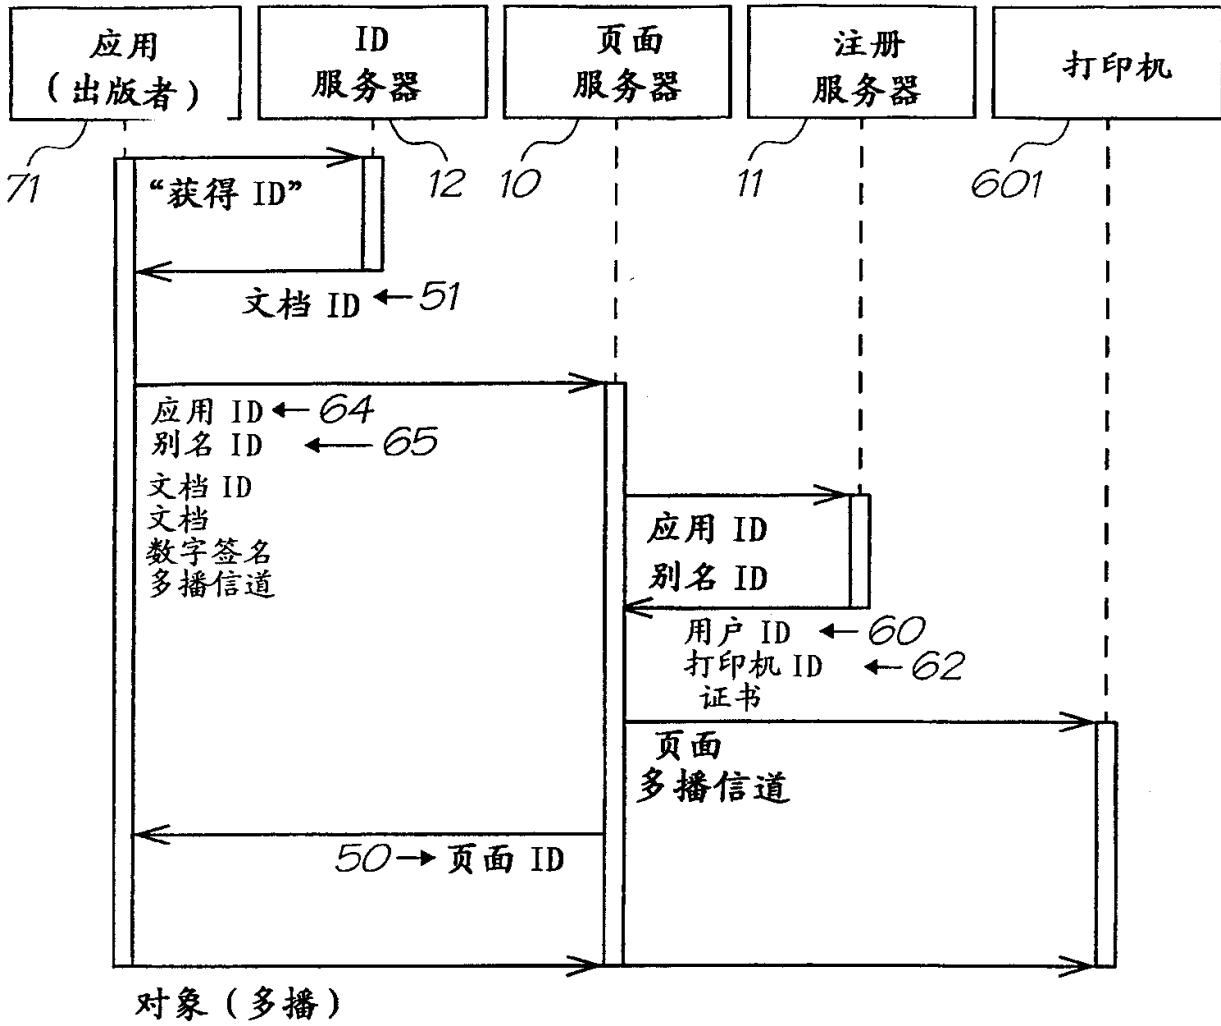 应用
(出版者)
ID
服务器
页面
服务器
注册
服务器
打印机
71
12
10
11
601
“获得 ID”
文档 ID ← 51
应用 ID ← 64
别名 ID ← 65
文档 ID
文档
数字签名
多播信道
应用 ID
别名 ID
用户 ID ← 60
打印机 ID ← 62
证书
页面
多播信道
50 → 页面 ID
对象(多播)